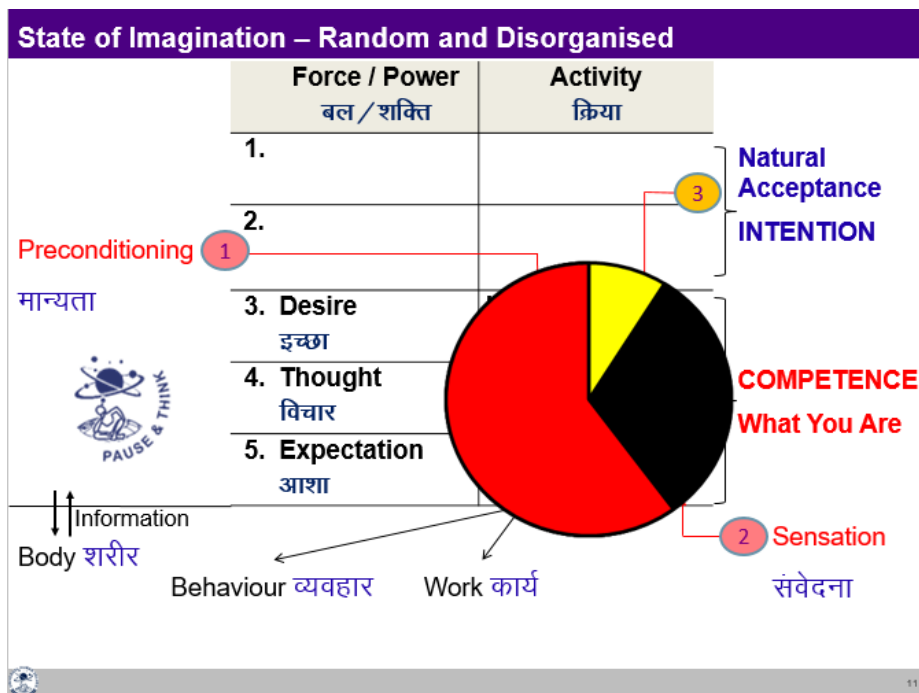 State of Imagination – Random and Disorganised
Force / Power
बल / शक्ति
Activity
क्रिया
1.
2.
3. Desire
इच्छा
4. Thought
विचार
5. Expectation
आशा
Natural
Acceptance
INTENTION
3
Preconditioning
1
मान्यता
COMPETENCE
What You Are
PAUSE & THINK
Information
Body शरीर
2
Sensation
संवेदना
Behaviour व्यवहार
Work कार्य
11